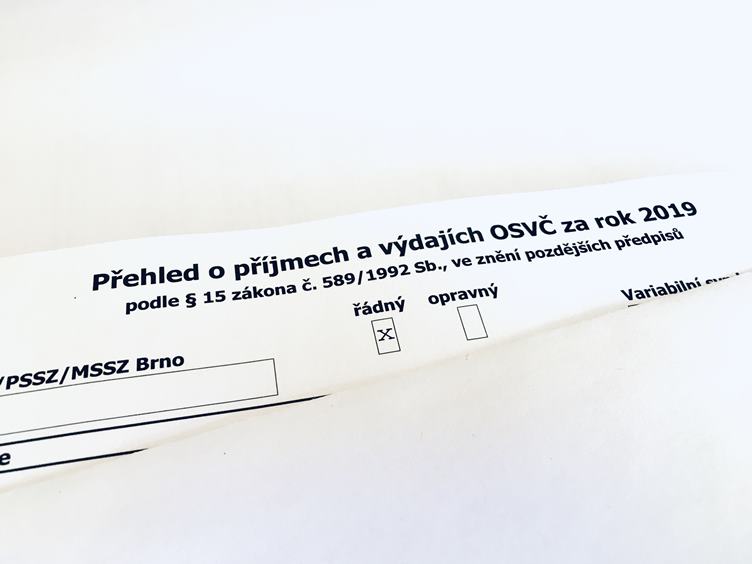 Přehled o příjmech a výdajích OSVČ za rok 2019
podle § 15 zákona č. 589/1992 Sb., ve znění pozdějších předpisů
řádný opravný
X
Variabilní
/PSSZ/MSSZ Brno
e